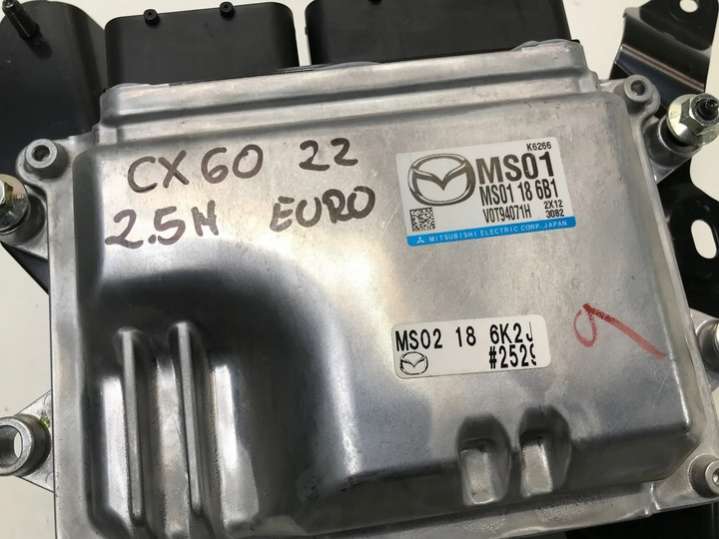 CX60 22
2.5H EURO
K6266
MS01
MS01 18 6B1
V0T94071H
2X12
3082
MITSUBISHI ELECTRIC CORP. JAPAN
MS02 18 6K2J
#2529